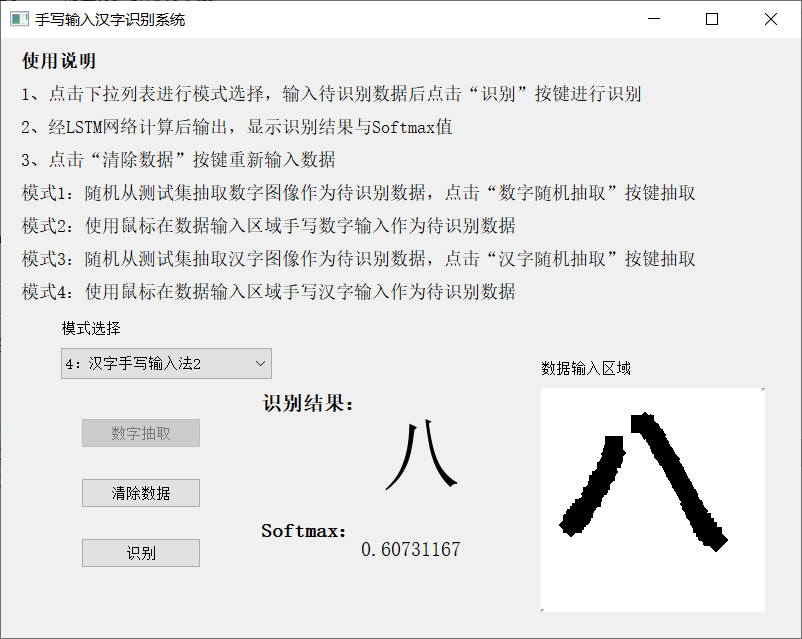 手写输入汉字识别系统
使用说明
1、点击下拉列表进行模式选择，输入待识别数据后点击“识别”按键进行识别
2、经LSTM网络计算后输出，显示识别结果与Softmax值
3、点击“清除数据”按键重新输入数据
模式1：随机从测试集抽取数字图像作为待识别数据，点击“数字随机抽取”按键抽取
模式2：使用鼠标在数据输入区域手写数字输入作为待识别数据
模式3：随机从测试集抽取汉字图像作为待识别数据，点击“汉字随机抽取”按键抽取
模式4：使用鼠标在数据输入区域手写汉字输入作为待识别数据
模式选择
4：汉字手写输入法2
数据输入区域
识别结果：
八
八
数字抽取
清除数据
Softmax：
0.60731167
识别